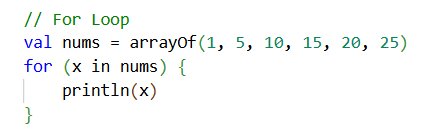 // For Loop
val nums = arrayOf(1, 5, 10, 15, 20, 25)
for (x in nums) {
    println(x)
}